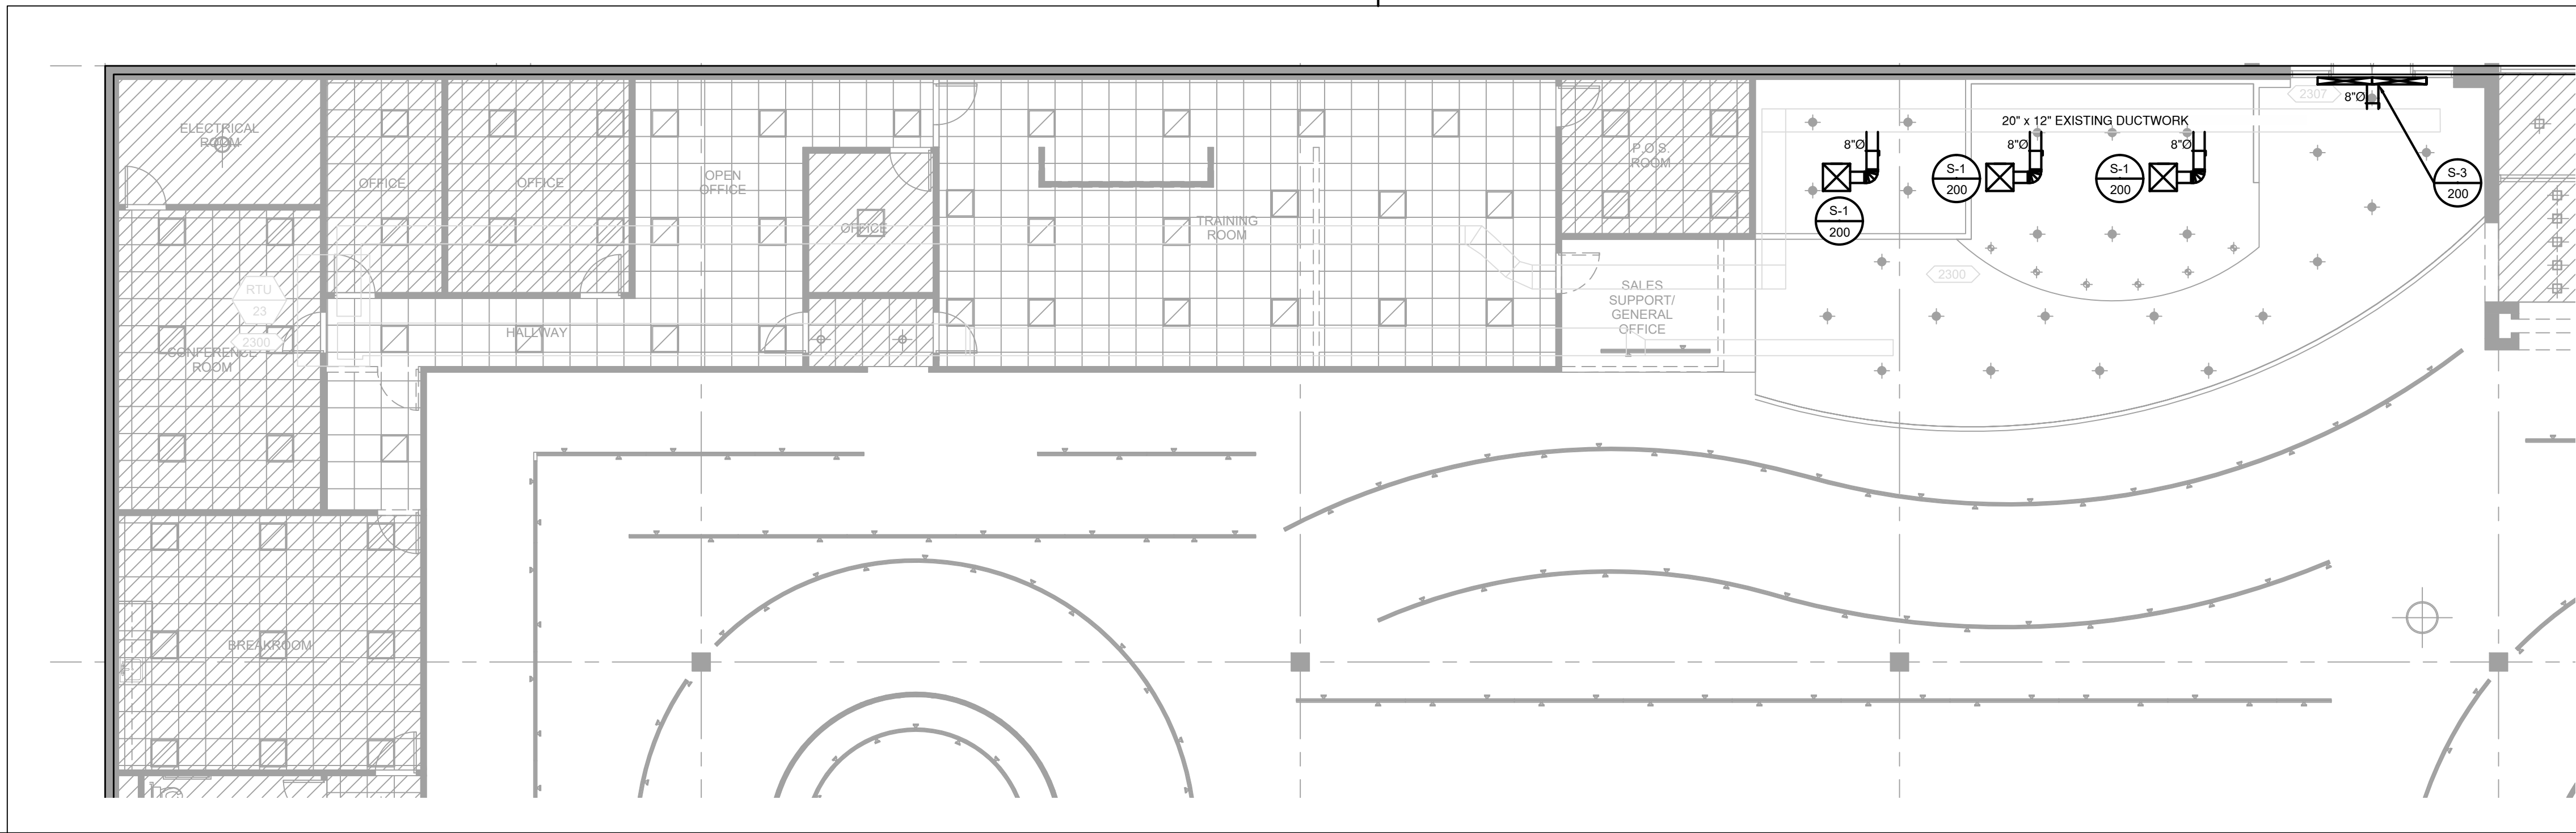 ELECTRICAL
ROOM
OFFICE
OFFICE
OPEN
OFFICE
OFFICE
TRAINING
ROOM
P.O.S.
ROOM
SALES
SUPPORT/
GENERAL
OFFICE
RTU
23
2300
CONFERENCE
ROOM
HALLWAY
BREAKROOM
20" x 12" EXISTING DUCTWORK
8"Ø
8"Ø
8"Ø
8"Ø
2307
S-1
200
S-1
200
S-1
200
S-3
200
2300